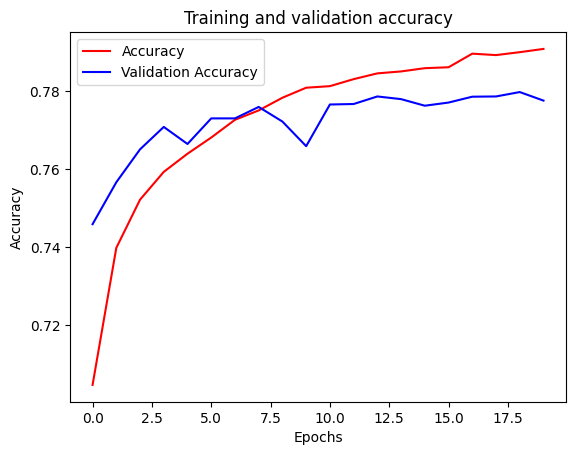 Training and validation accuracy
Accuracy
Validation Accuracy
Accuracy
0.78
0.76
0.74
0.72
0.0 2.5 5.0 7.5 10.0 12.5 15.0 17.5
Epochs